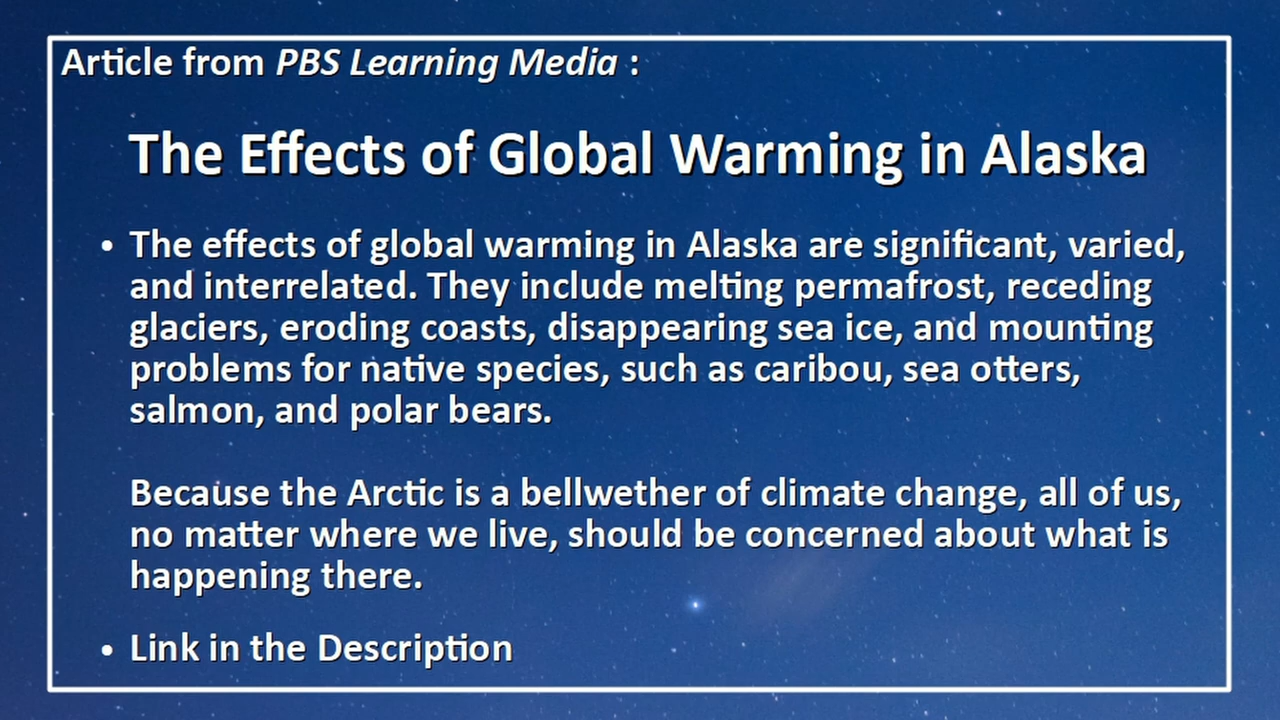 Article from PBS Learning Media :
The Effects of Global Warming in Alaska
• The effects of global warming in Alaska are significant, varied,
and interrelated. They include melting permafrost, receding
glaciers, eroding coasts, disappearing sea ice, and mounting
problems for native species, such as caribou, sea otters,
salmon, and polar bears.
Because the Arctic is a bellwether of climate change, all of us,
no matter where we live, should be concerned about what is
happening there.
• Link in the Description